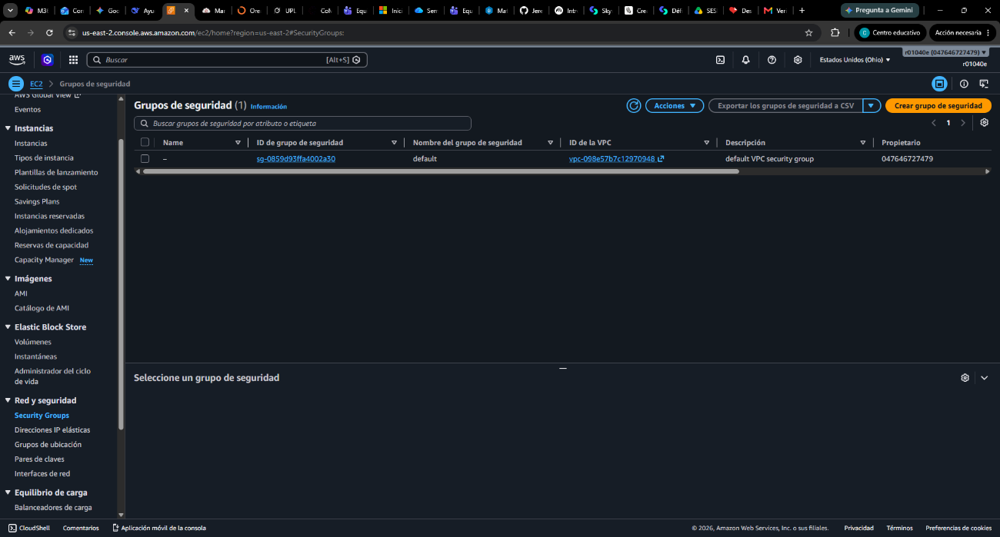 M3(
Con
Goc
Ayu
Mar
Ore
UPL
Colv
Equ
Inici
Serv
Equ
Mat
Jere
Intr
Sky
Cre
Défi
SESI
Des
Veri
Pregunta a Gemini
us-east-2.console.aws.amazon.com/ec2/home?region=us-east-2#SecurityGroups:
C Centro educativo
Acción necesaria
aws
Buscar
[Alt+S]
Estados Unidos (Ohio)
r01040e (047646727479)
r01040e
EC2
Grupos de seguridad
AWS Global View
Eventos
Instancias
Instancias
Tipos de instancia
Plantillas de lanzamiento
Solicitudes de spot
Savings Plans
Instancias reservadas
Alojamientos dedicados
Reservas de capacidad
Capacity Manager New
Imágenes
AMI
Catálogo de AMI
Elastic Block Store
Volúmenes
Instantáneas
Administrador del ciclo
de vida
Red y seguridad
Security Groups
Direcciones IP elásticas
Grupos de ubicación
Pares de claves
Interfaces de red
Equilibrio de carga
Balanceadores de carga
Grupos de seguridad (1) Información
Acciones
Exportar los grupos de seguridad a CSV
Crear grupo de seguridad
Buscar grupos de seguridad por atributo o etiqueta
1
Name ID de grupo de seguridad Nombre del grupo de seguridad ID de la VPC Descripción Propietario
– sg-0859d93ffa4002a30 default vpc-098e57b7c12970948 default VPC security group 047646727479
Seleccione un grupo de seguridad
CloudShell Comentarios Aplicación móvil de la consola
© 2026, Amazon Web Services, Inc. o sus filiales. Privacidad Términos Preferencias de cookies